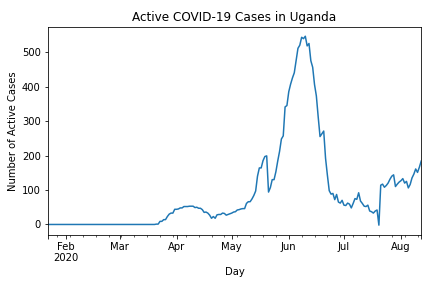 Active COVID-19 Cases in Uganda
Number of Active Cases
500
400
300
200
100
0
Feb Mar Apr May Jun Jul Aug
2020
Day